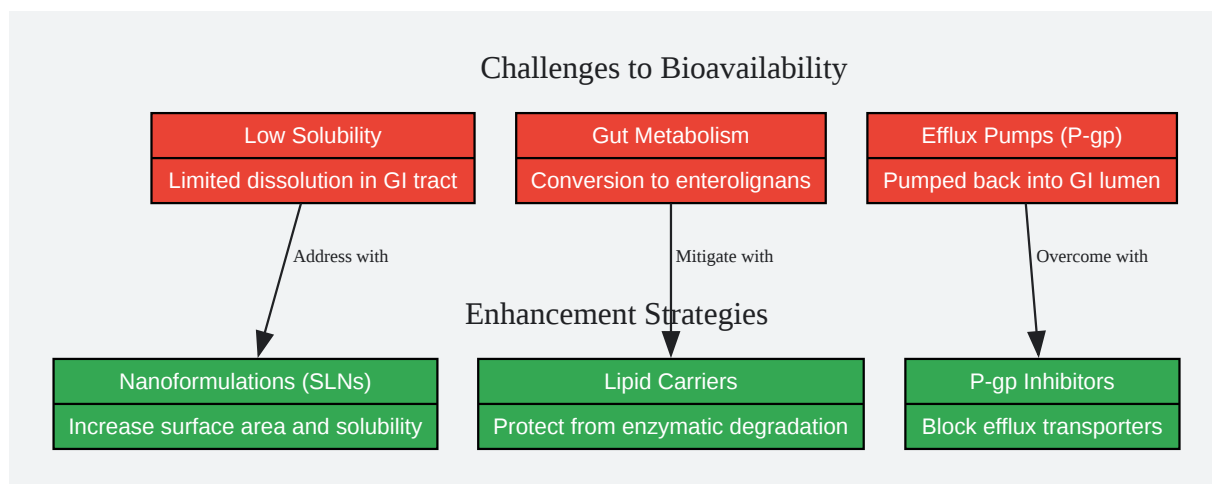 Challenges to Bioavailability
Low Solubility
Limited dissolution in GI tract
Gut Metabolism
Conversion to enterolignans
Efflux Pumps (P-gp)
Pumped back into GI lumen
Address with
Mitigate with
Overcome with
Enhancement Strategies
Nanoformulations (SLNs)
Increase surface area and solubility
Lipid Carriers
Protect from enzymatic degradation
P-gp Inhibitors
Block efflux transporters